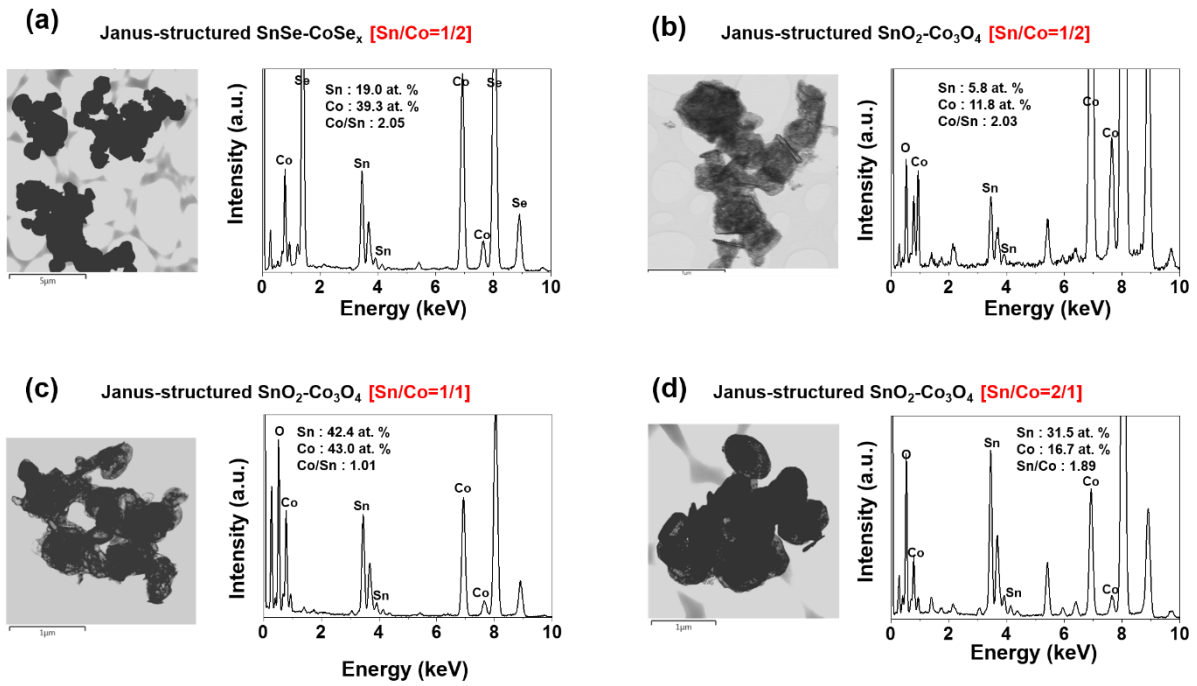 (a)
Janus-structured SnSe-CoSeₓ [Sn/Co=1/2]
5μm
Intensity (a.u.)
Sn : 19.0 at. %
Co : 39.3 at. %
Co/Sn : 2.05
Co
Se
Sn
Sn
Co
Co
Se
Se
0 2 4 6 8 10
Energy (keV)
(b)
Janus-structured SnO₂-Co₃O₄ [Sn/Co=1/2]
Intensity (a.u.)
Sn : 5.8 at. %
Co : 11.8 at. %
Co/Sn : 2.03
O
Co
Sn
Sn
Co
Co
0 2 4 6 8 10
Energy (keV)
(c)
Janus-structured SnO₂-Co₃O₄ [Sn/Co=1/1]
1μm
Intensity (a.u.)
Sn : 42.4 at. %
Co : 43.0 at. %
Co/Sn : 1.01
O
Co
Sn
Sn
Co
Co
0 2 4 6 8 10
Energy (keV)
(d)
Janus-structured SnO₂-Co₃O₄ [Sn/Co=2/1]
1μm
Intensity (a.u.)
Sn : 31.5 at. %
Co : 16.7 at. %
Sn/Co : 1.89
O
Co
Sn
Sn
Co
Co
0 2 4 6 8 10
Energy (keV)